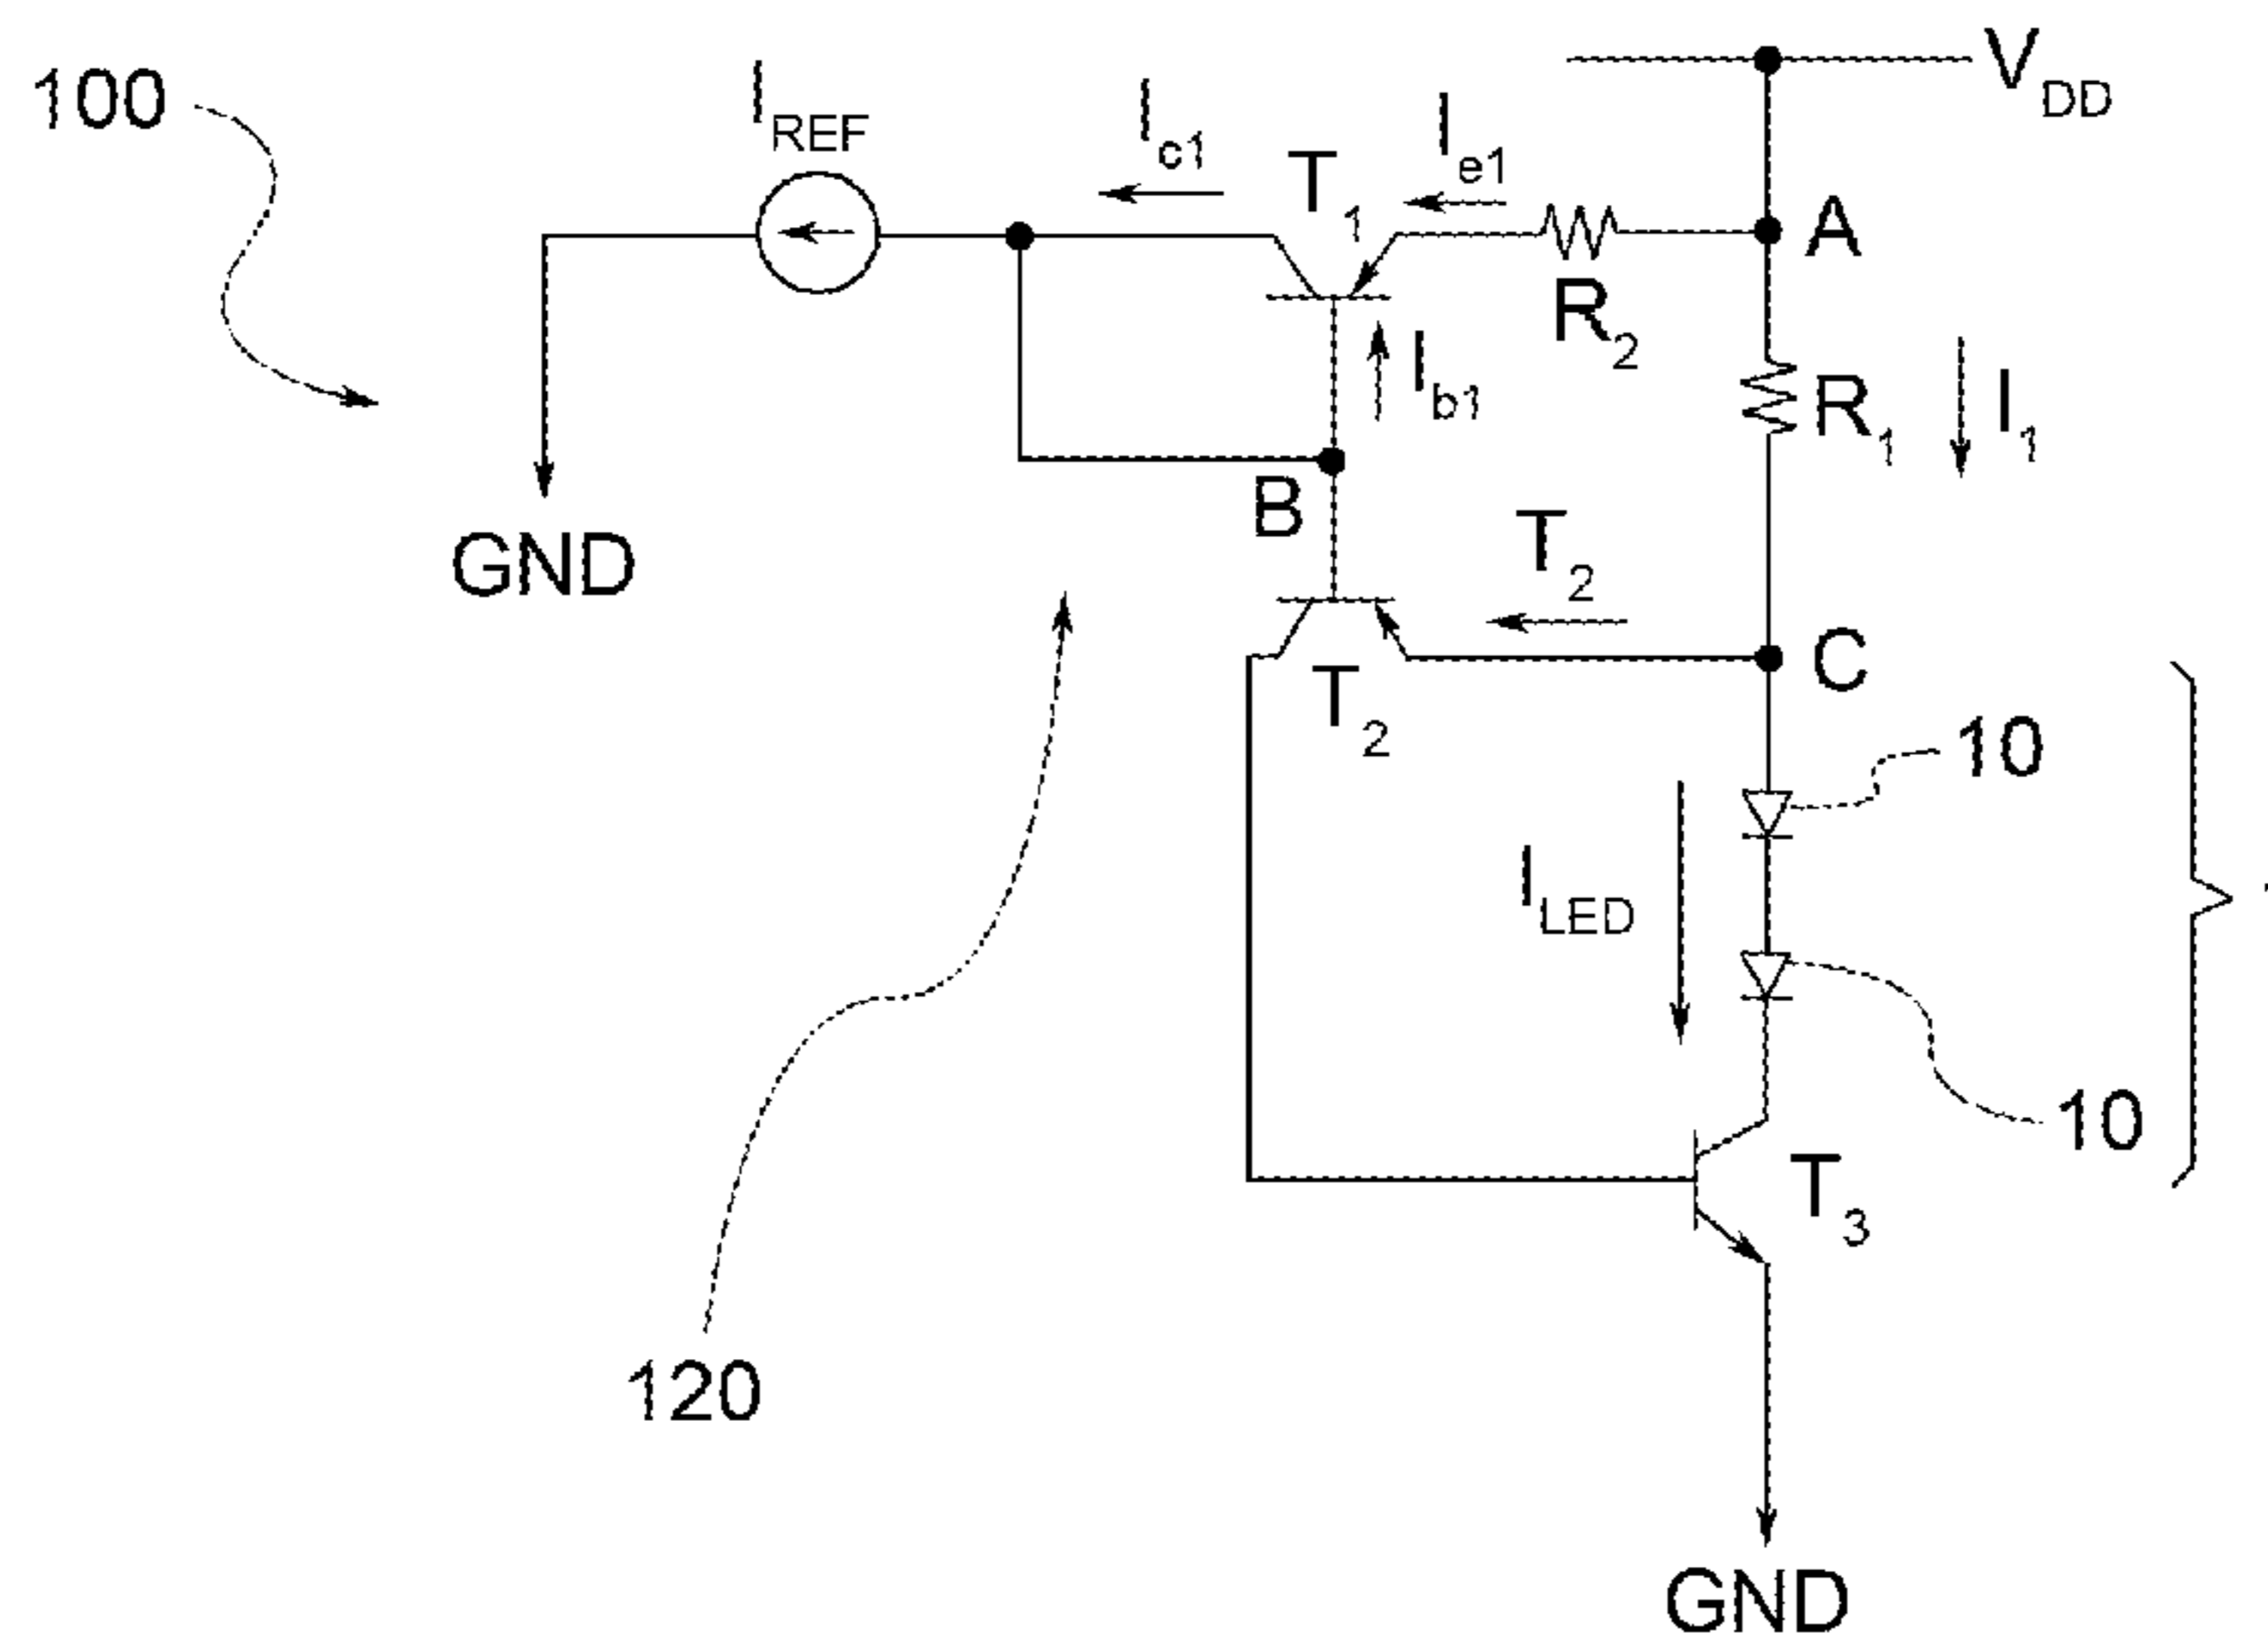 100
I_REF
I_c1
T_1
I_e1
V_DD
A
R_2
I_b1
R_1
I_1
GND
B
T_2
C
T_2
10
I_LED
10
T_3
120
GND